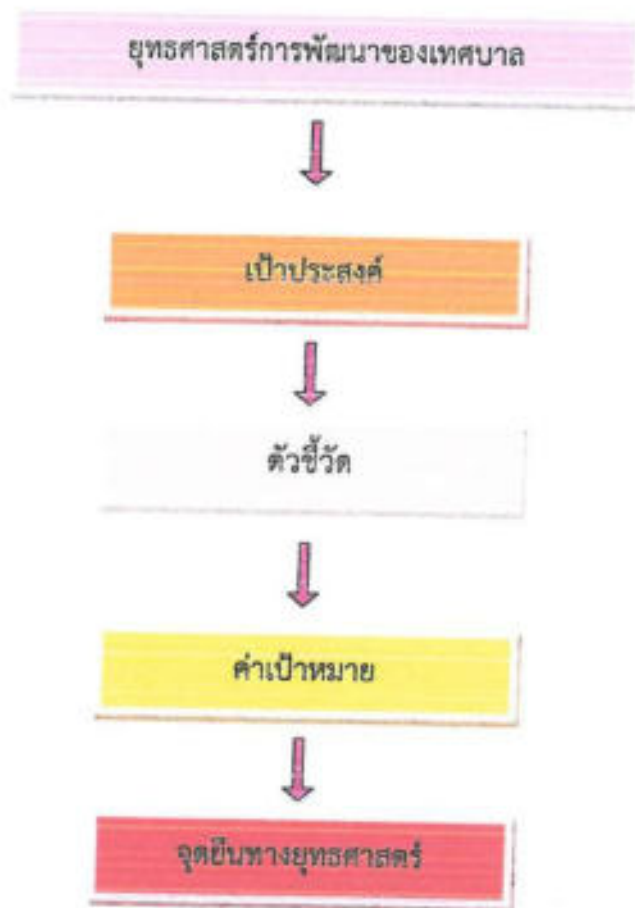 ยุทธศาสตร์การพัฒนาของเทศบาล
เป้าประสงค์
ตัวชี้วัด
ค่าเป้าหมาย
จุดยืนทางยุทธศาสตร์